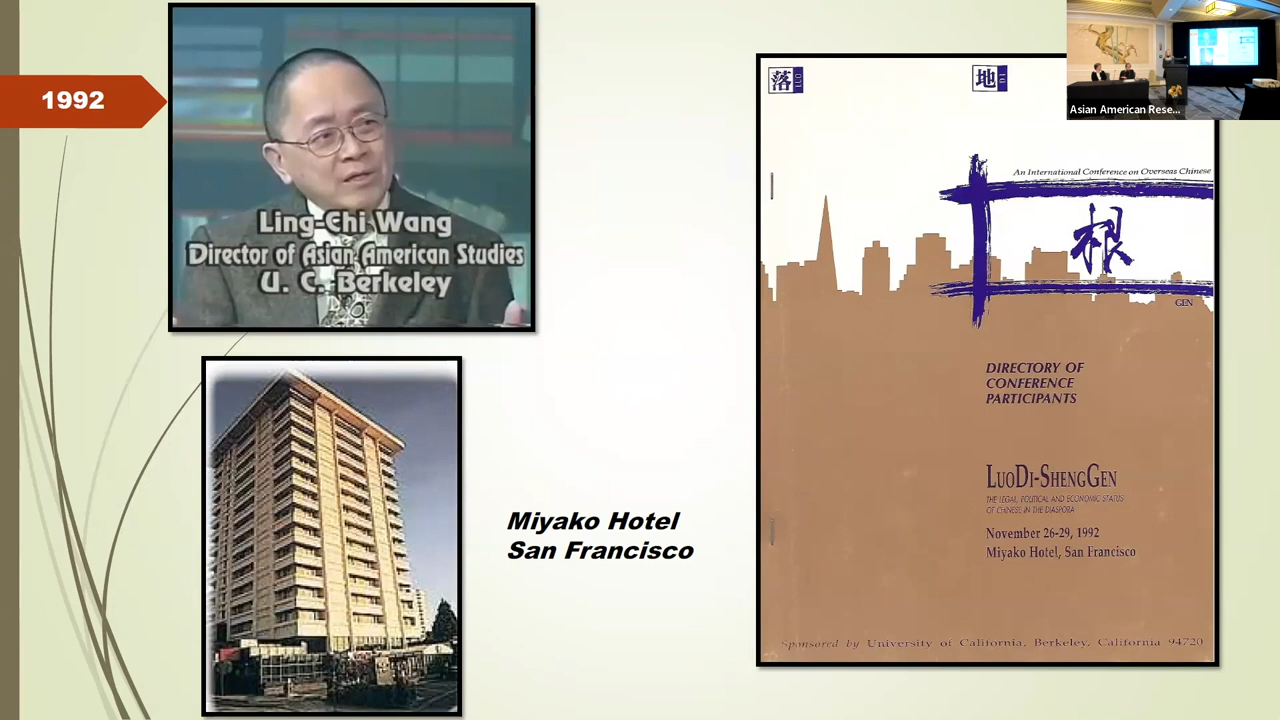 1992
Ling-Chi Wang
Director of Asian American Studies
U. C. Berkeley
Miyako Hotel
San Francisco
落 LUO
地 DI
An International Conference on Overseas Chinese
根
GEN
DIRECTORY OF
CONFERENCE
PARTICIPANTS
LUODI-SHENGGEN
THE LEGAL, POLITICAL AND ECONOMIC STATUS
OF CHINESE IN THE DIASPORA
November 26-29, 1992
Miyako Hotel, San Francisco
Sponsored by University of California, Berkeley, California 94720
Asian American Rese...